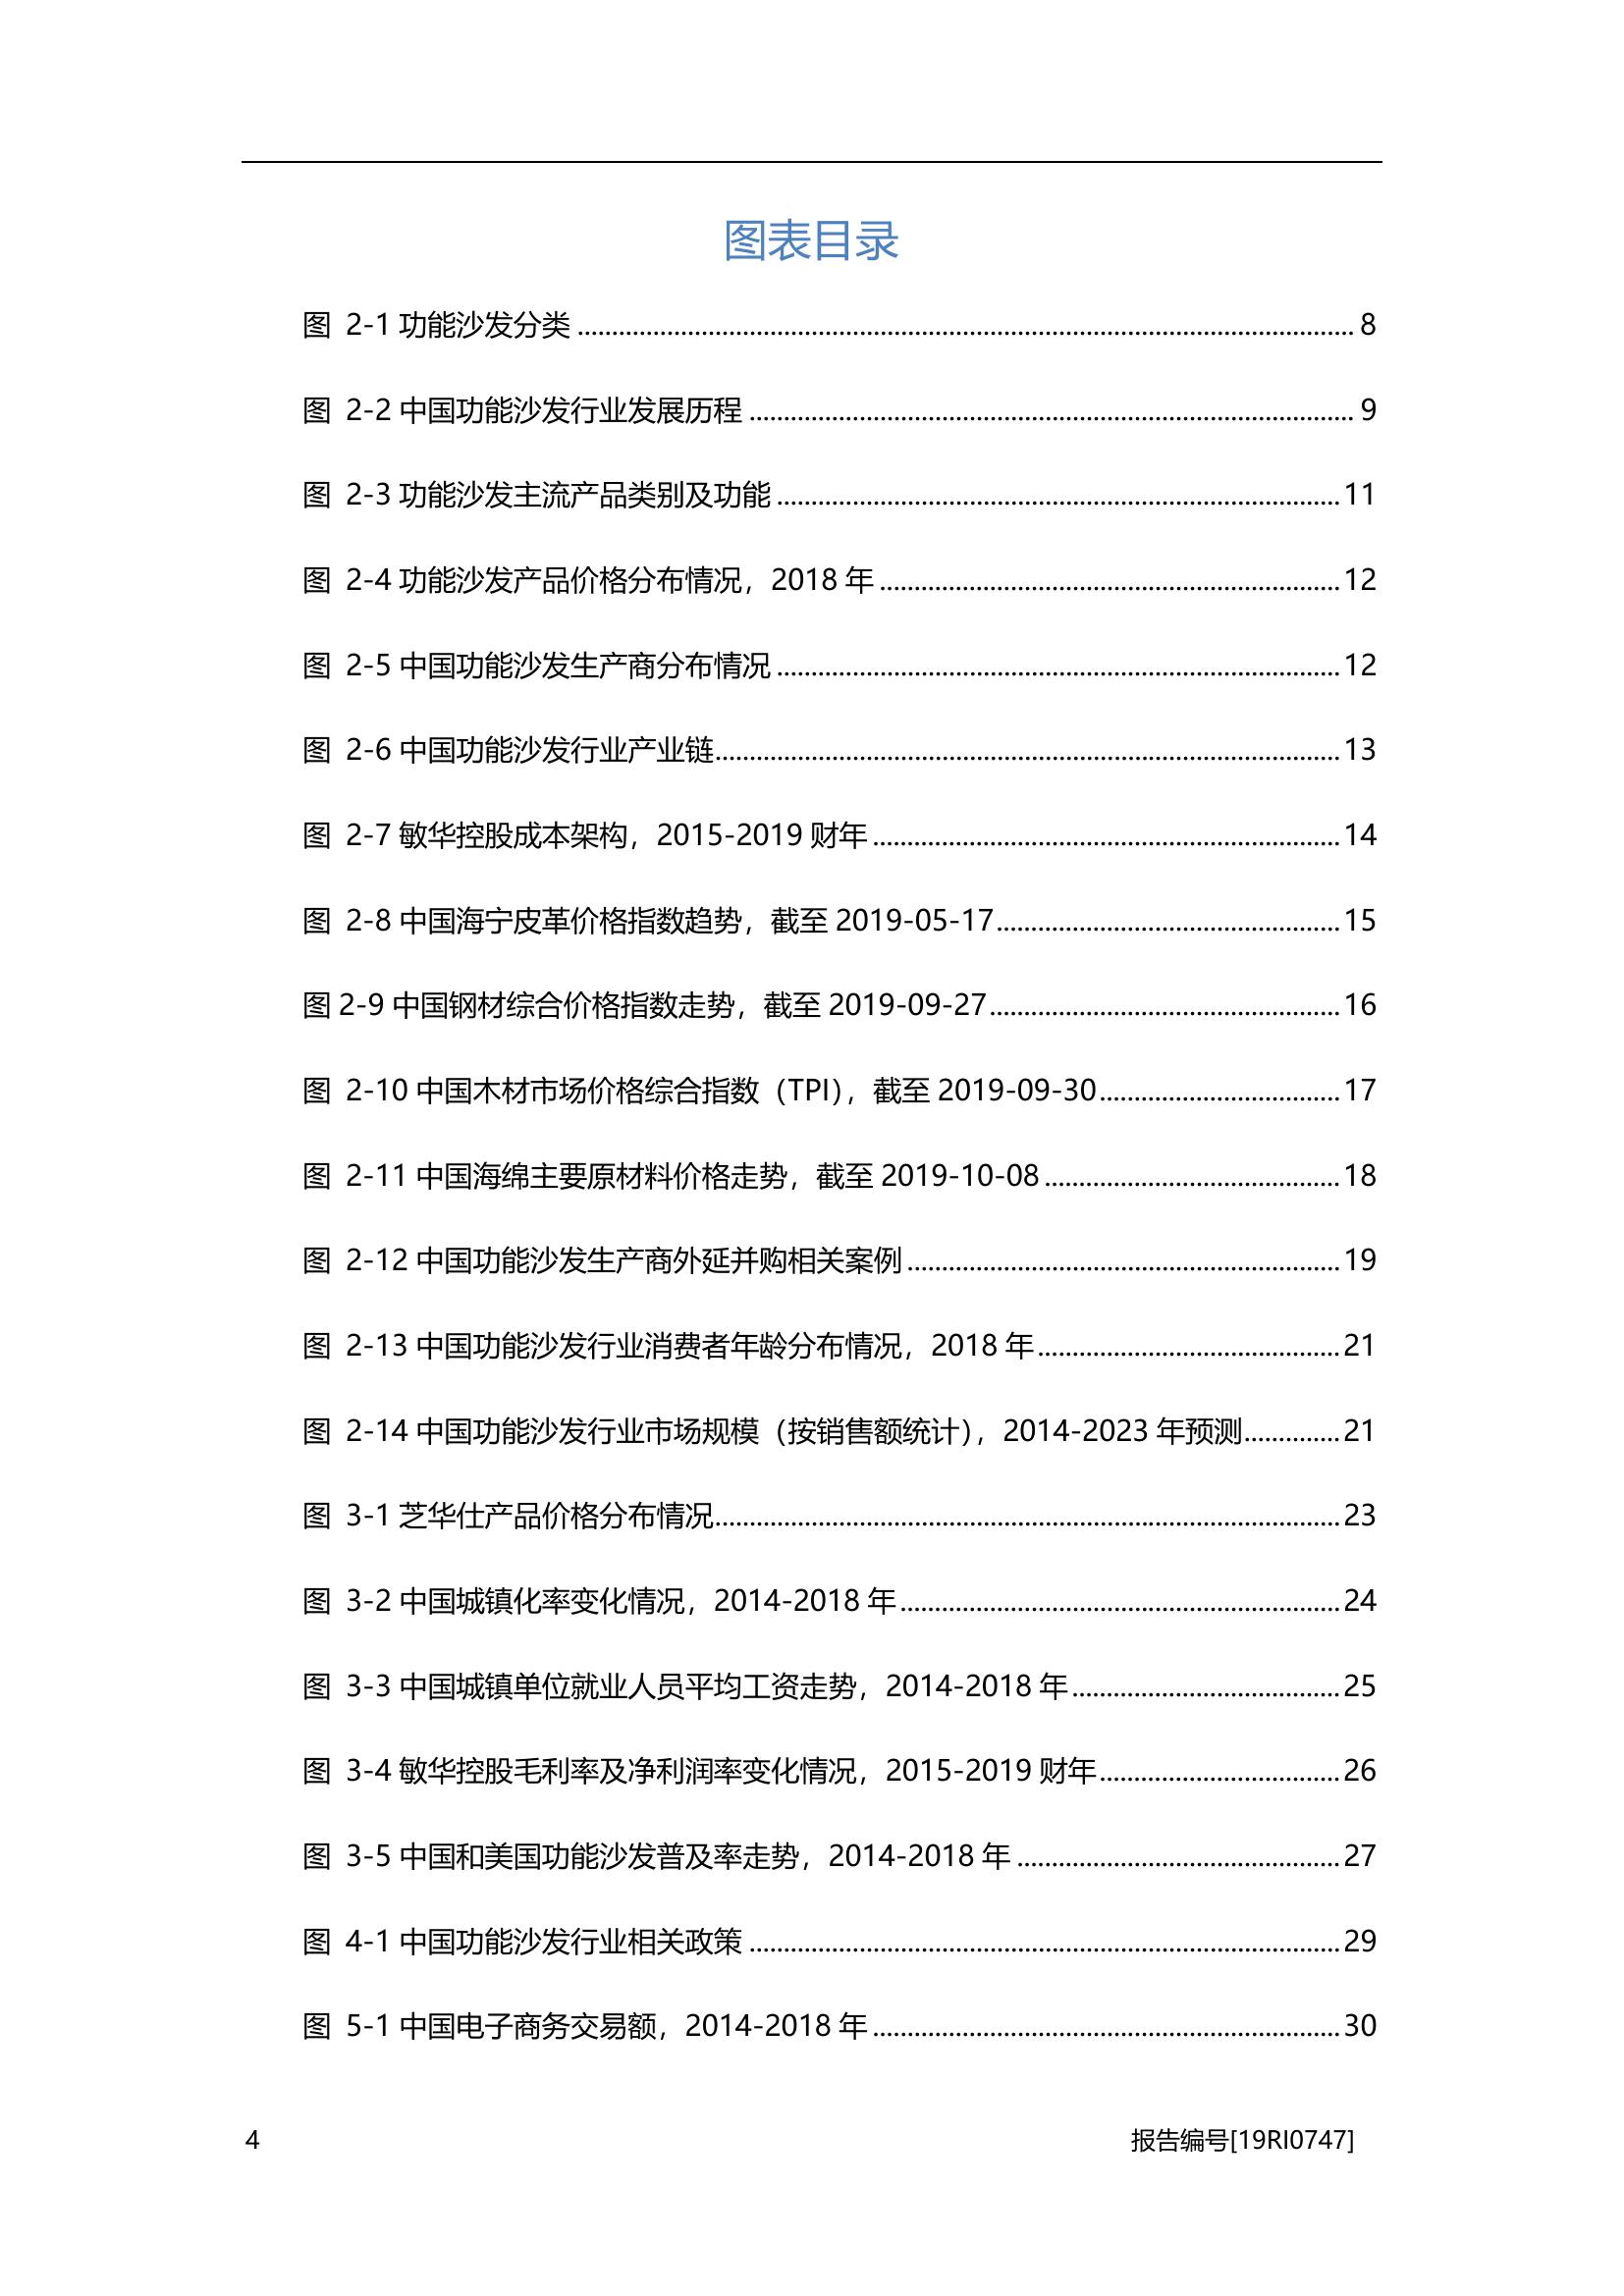 图表目录
图 2-1 功能沙发分类 ........ 8
图 2-2 中国功能沙发行业发展历程 ........ 9
图 2-3 功能沙发主流产品类别及功能 ........ 11
图 2-4 功能沙发产品价格分布情况，2018 年 ........ 12
图 2-5 中国功能沙发生产商分布情况 ........ 12
图 2-6 中国功能沙发行业产业链 ........ 13
图 2-7 敏华控股成本架构，2015-2019 财年 ........ 14
图 2-8 中国海宁皮革价格指数趋势，截至 2019-05-17 ........ 15
图 2-9 中国钢材综合价格指数走势，截至 2019-09-27 ........ 16
图 2-10 中国木材市场价格综合指数（TPI），截至 2019-09-30 ........ 17
图 2-11 中国海绵主要原材料价格走势，截至 2019-10-08 ........ 18
图 2-12 中国功能沙发生产商外延并购相关案例 ........ 19
图 2-13 中国功能沙发行业消费者年龄分布情况，2018 年 ........ 21
图 2-14 中国功能沙发行业市场规模（按销售额统计），2014-2023 年预测 ........ 21
图 3-1 芝华仕产品价格分布情况 ........ 23
图 3-2 中国城镇化率变化情况，2014-2018 年 ........ 24
图 3-3 中国城镇单位就业人员平均工资走势，2014-2018 年 ........ 25
图 3-4 敏华控股毛利率及净利润率变化情况，2015-2019 财年 ........ 26
图 3-5 中国和美国功能沙发普及率走势，2014-2018 年 ........ 27
图 4-1 中国功能沙发行业相关政策 ........ 29
图 5-1 中国电子商务交易额，2014-2018 年 ........ 30
4 报告编号[19RI0747]